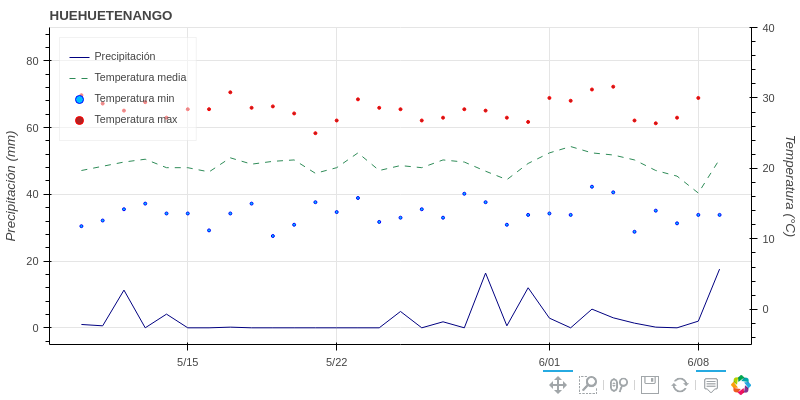 HUEHUETENANGO
Precipitación
Temperatura media
Temperatura min
Temperatura max
Precipitación (mm)
80
60
40
20
0
Temperatura (°C)
40
30
20
10
0
5/15
5/22
6/01
6/08